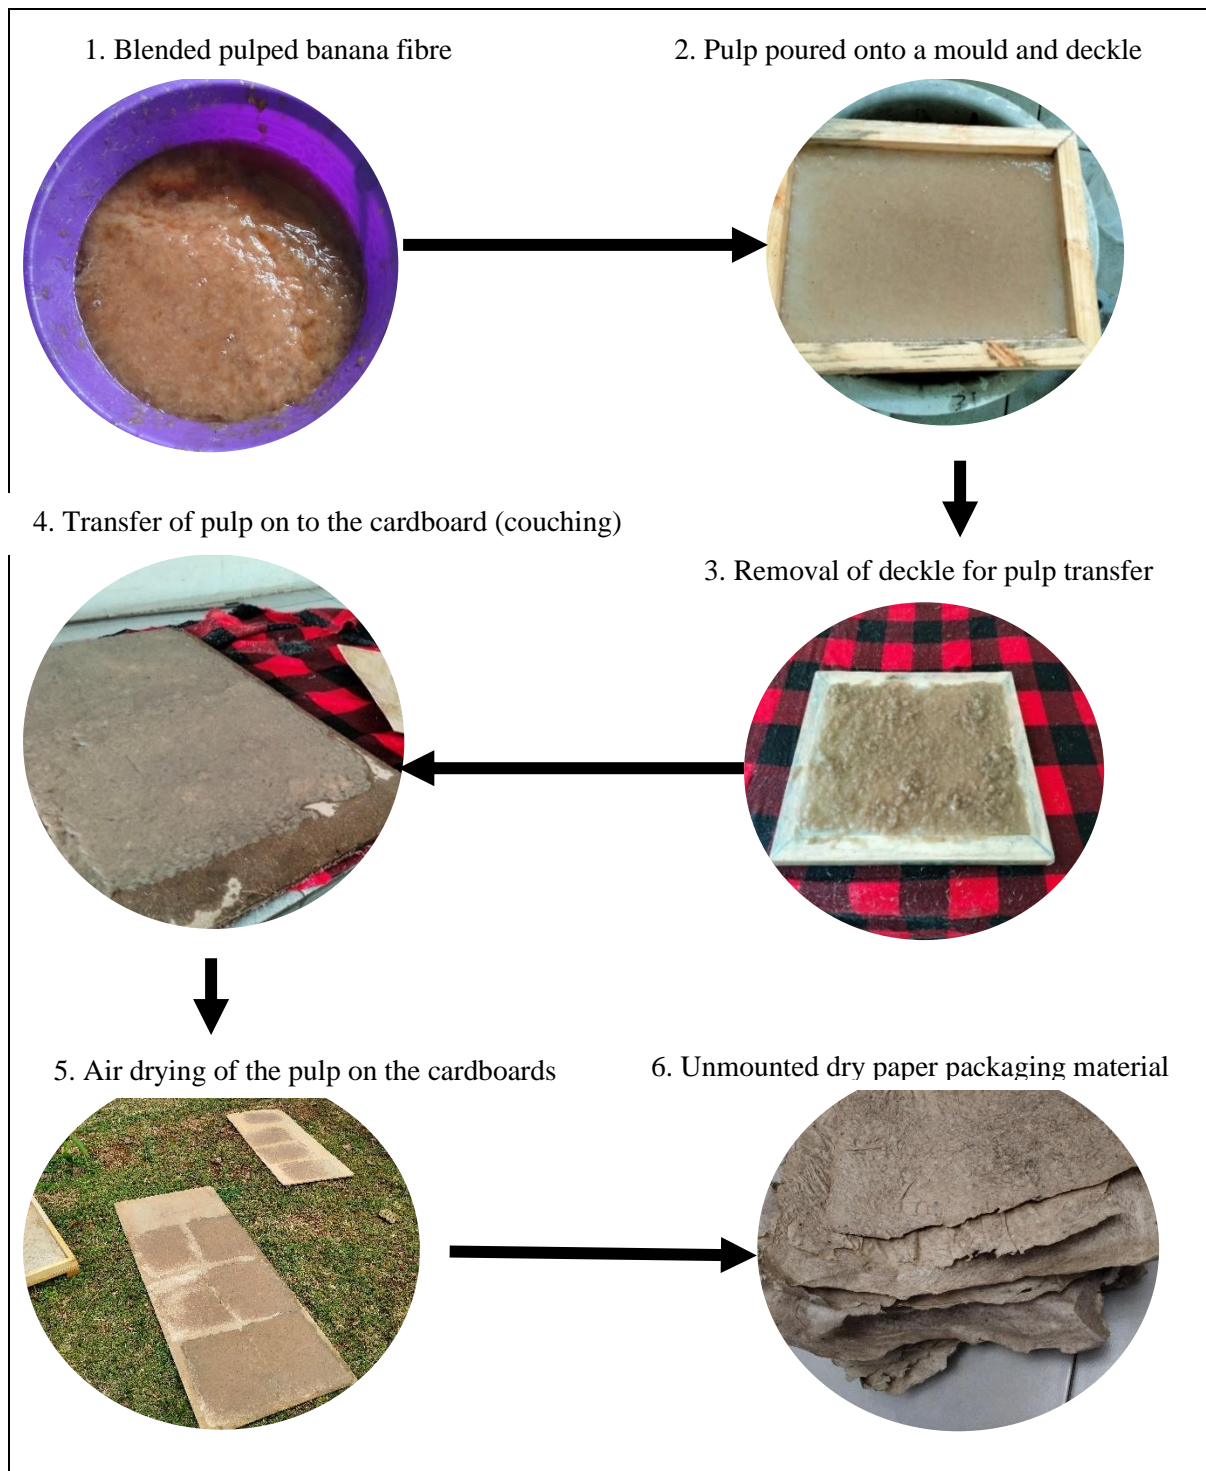 1. Blended pulped banana fibre
2. Pulp poured onto a mould and deckle
3. Removal of deckle for pulp transfer
4. Transfer of pulp on to the cardboard (couching)
5. Air drying of the pulp on the cardboards
6. Unmounted dry paper packaging material